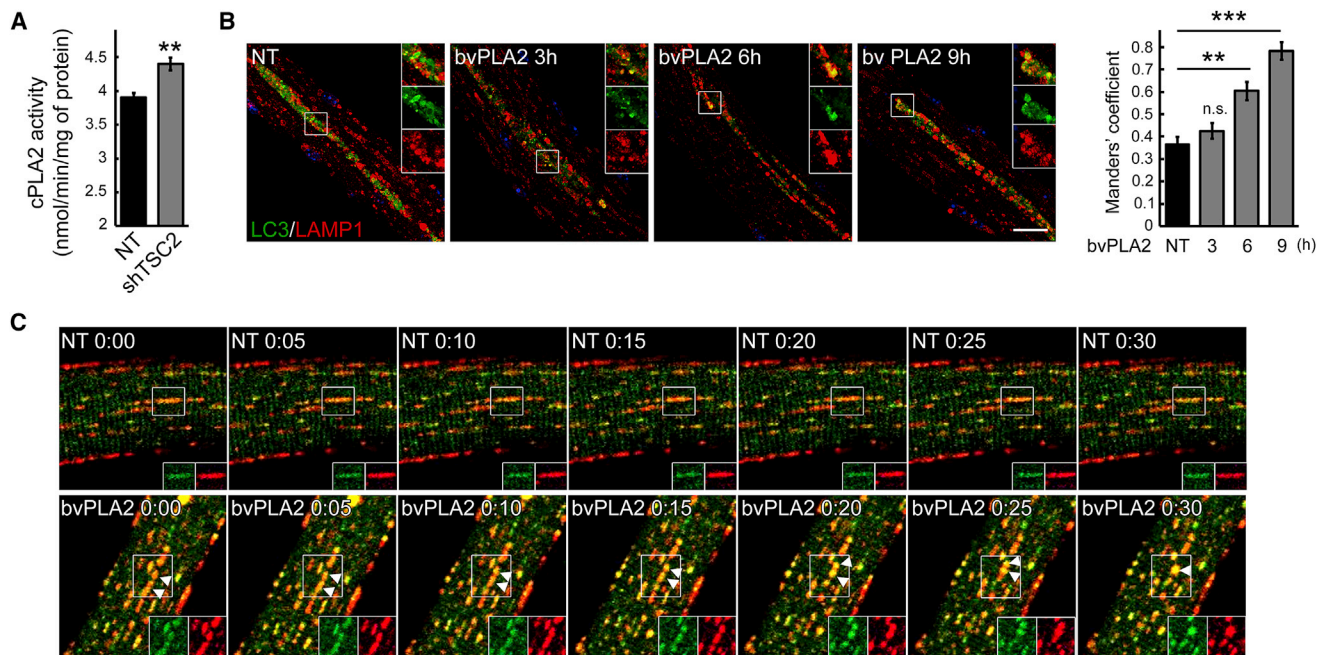 A
cPLA2 activity
(nmol/min/mg of protein)
4.5
4
3.5
3
2.5
2
**
NT
shTSC2
B
NT
bvPLA2 3h
bvPLA2 6h
bv PLA2 9h
LC3/LAMP1
Manders' coefficient
0.9
0.8
0.7
0.6
0.5
0.4
0.3
0.2
0.1
0
***
**
n.s.
bvPLA2 NT 3 6 9 (h)
C
NT 0:00
NT 0:05
NT 0:10
NT 0:15
NT 0:20
NT 0:25
NT 0:30
bvPLA2 0:00
bvPLA2 0:05
bvPLA2 0:10
bvPLA2 0:15
bvPLA2 0:20
bvPLA2 0:25
bvPLA2 0:30